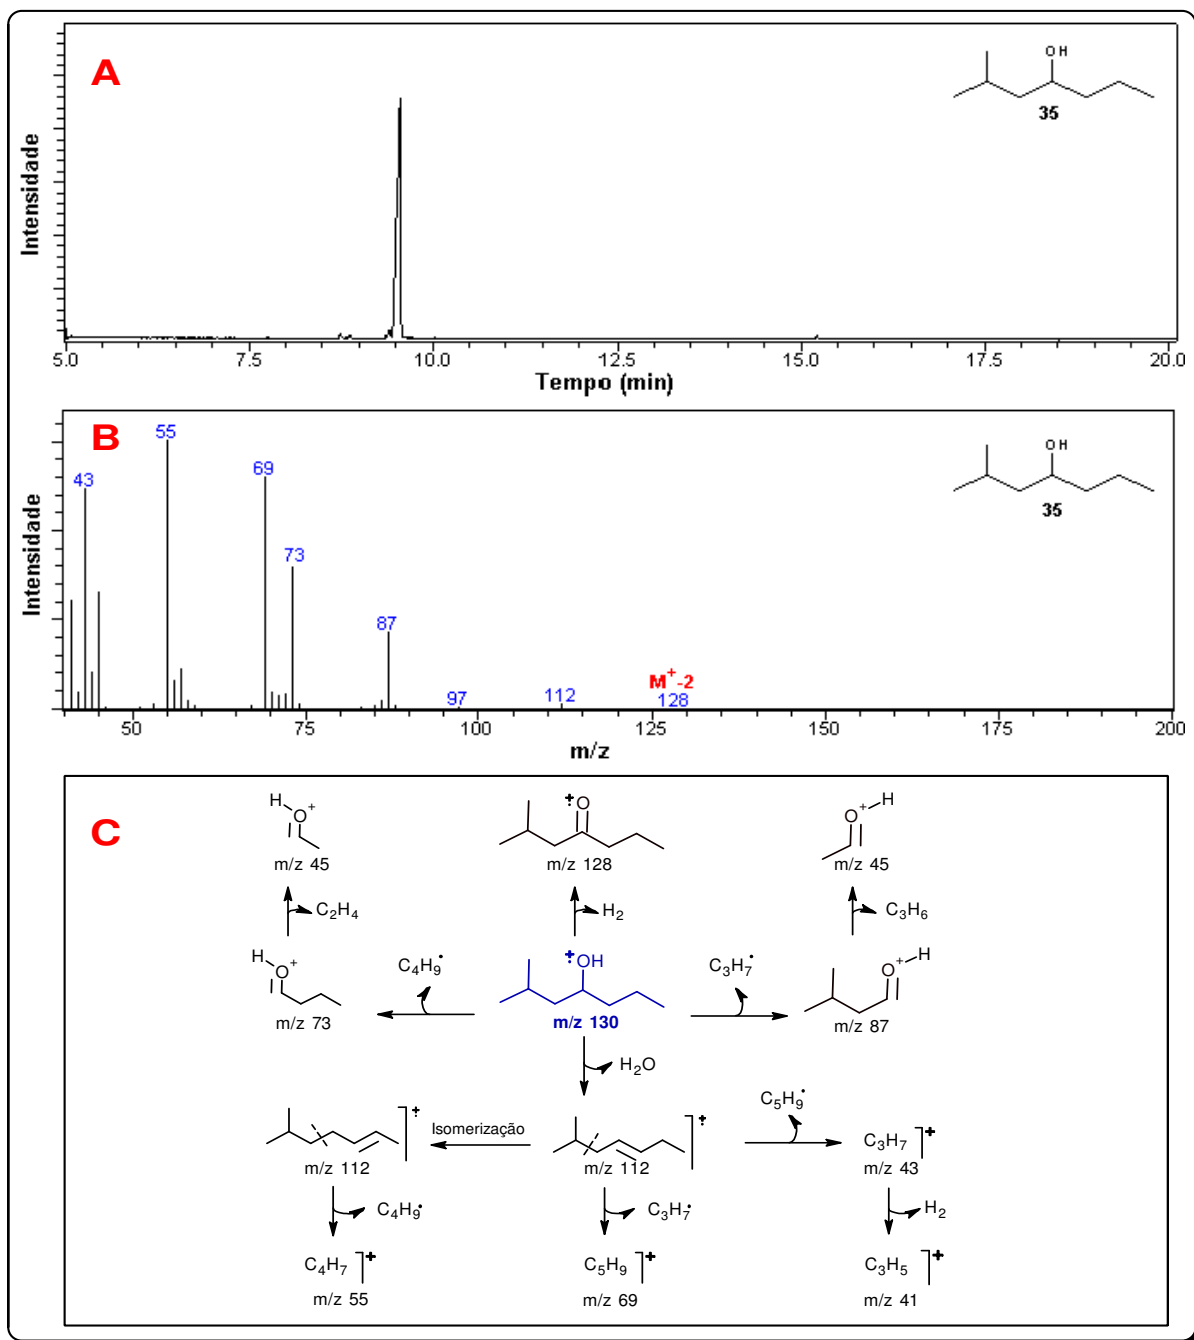 A
OH
35
Intensidade
5.0 7.5 10.0 12.5 15.0 17.5 20.0
Tempo (min)
B
OH
35
Intensidade
43 55 69 73 87 97 112 128
M⁺-2
50 75 100 125 150 175 200
m/z
C
H O⁺
m/z 45
⁺• O
m/z 128
O⁺ H
m/z 45
C₂H₄
H₂
C₃H₆
H O⁺
m/z 73
C₄H₉•
⁺• OH
m/z 130
C₃H₇•
O⁺ H
m/z 87
H₂O
m/z 112
Isomerização
m/z 112
C₅H₉•
C₃H₇ ⁺
m/z 43
C₄H₉•
C₃H₇•
H₂
C₄H₇ ⁺
m/z 55
C₅H₉ ⁺
m/z 69
C₃H₅ ⁺
m/z 41